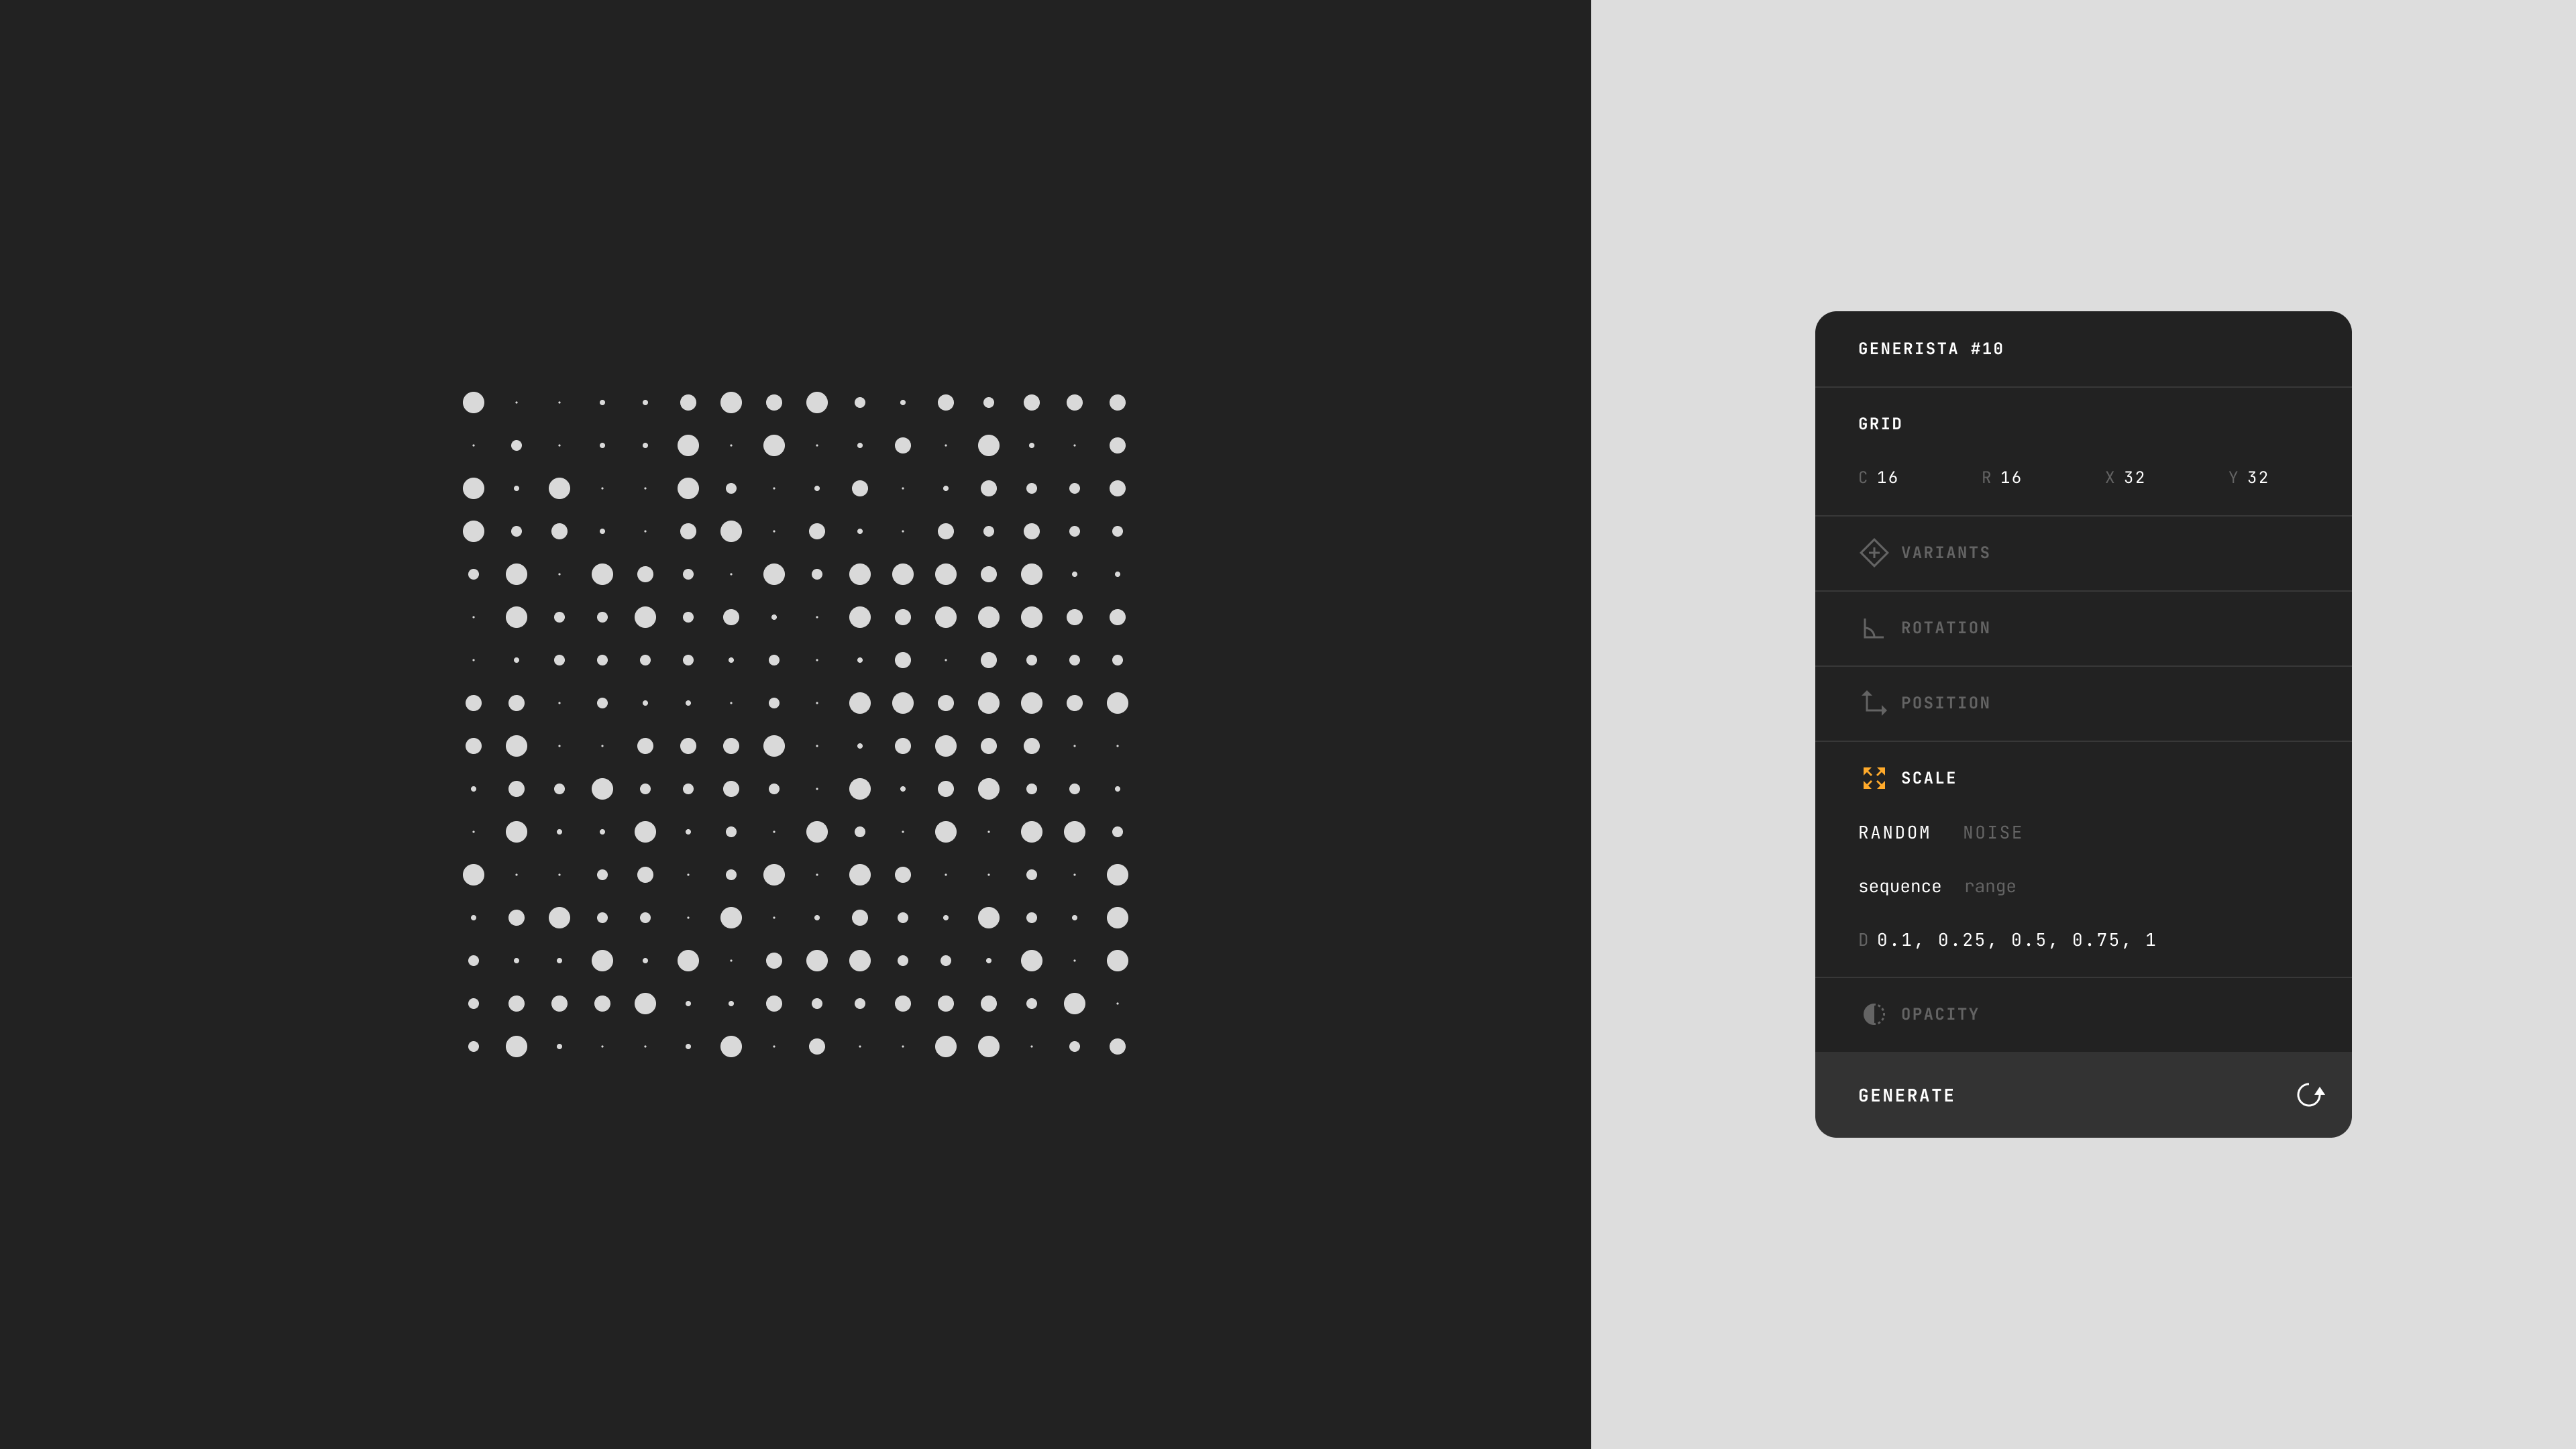 GENERISTA #10
GRID
C 16 R 16 X 32 Y 32
VARIANTS
ROTATION
POSITION
SCALE
RANDOM NOISE
sequence range
D 0.1, 0.25, 0.5, 0.75, 1
OPACITY
GENERATE